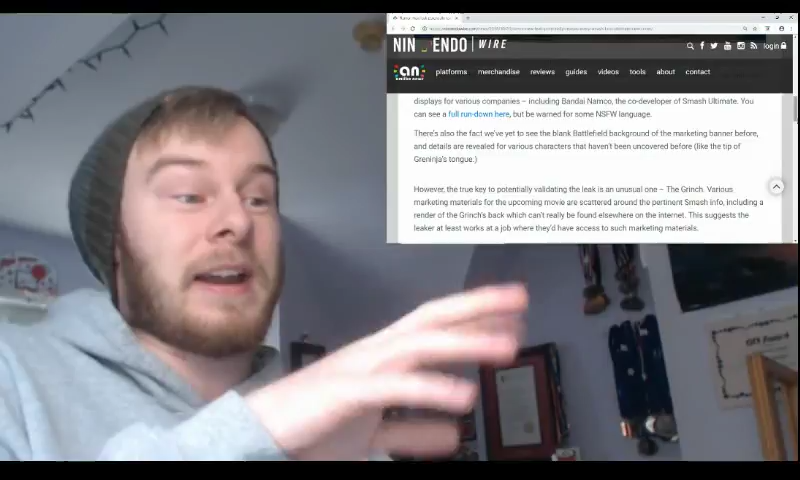 NIN ENDO WIRE
login
an
platforms merchandise reviews guides videos tools about contact
displays for various companies – including Bandai Namco, the co-developer of Smash Ultimate. You
can see a full run-down here, but be warned for some NSFW language.
There's also the fact we've yet to see the blank Battlefield background of the marketing banner before,
and details are revealed for various characters that haven't been uncovered before (like the tip of
Greninja's tongue.)
However, the true key to potentially validating the leak is an unusual one – The Grinch. Various
marketing materials for the upcoming movie are scattered around the pertinent Smash info, including a
render of the Grinch's back which can't really be found elsewhere on the internet. This suggests the
leaker at least works at a job where they'd have access to such marketing materials.